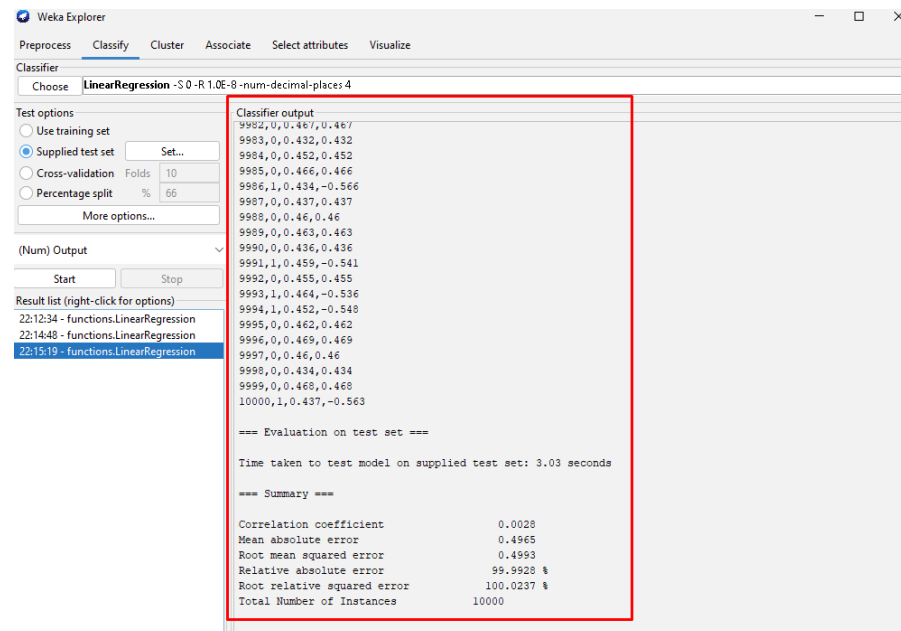 Weka Explorer
Preprocess Classify Cluster Associate Select attributes Visualize
Classifier
Choose LinearRegression -S 0 -R 1.0E-8 -num-decimal-places 4
Test options
Use training set
Supplied test set Set...
Cross-validation Folds 10
Percentage split % 66
More options...
(Num) Output
Start Stop
Result list (right-click for options)
22:12:34 - functions.LinearRegression
22:14:48 - functions.LinearRegression
22:15:19 - functions.LinearRegression
Classifier output
9982,0,0.467,0.467
9983,0,0.432,0.432
9984,0,0.452,0.452
9985,0,0.466,0.466
9986,1,0.434,-0.566
9987,0,0.437,0.437
9988,0,0.46,0.46
9989,0,0.463,0.463
9990,0,0.436,0.436
9991,1,0.459,-0.541
9992,0,0.455,0.455
9993,1,0.464,-0.536
9994,1,0.452,-0.548
9995,0,0.462,0.462
9996,0,0.469,0.469
9997,0,0.46,0.46
9998,0,0.434,0.434
9999,0,0.468,0.468
10000,1,0.437,-0.563
=== Evaluation on test set ===
Time taken to test model on supplied test set: 3.03 seconds
=== Summary ===
Correlation coefficient 0.0028
Mean absolute error 0.4965
Root mean squared error 0.4993
Relative absolute error 99.9928 %
Root relative squared error 100.0237 %
Total Number of Instances 10000